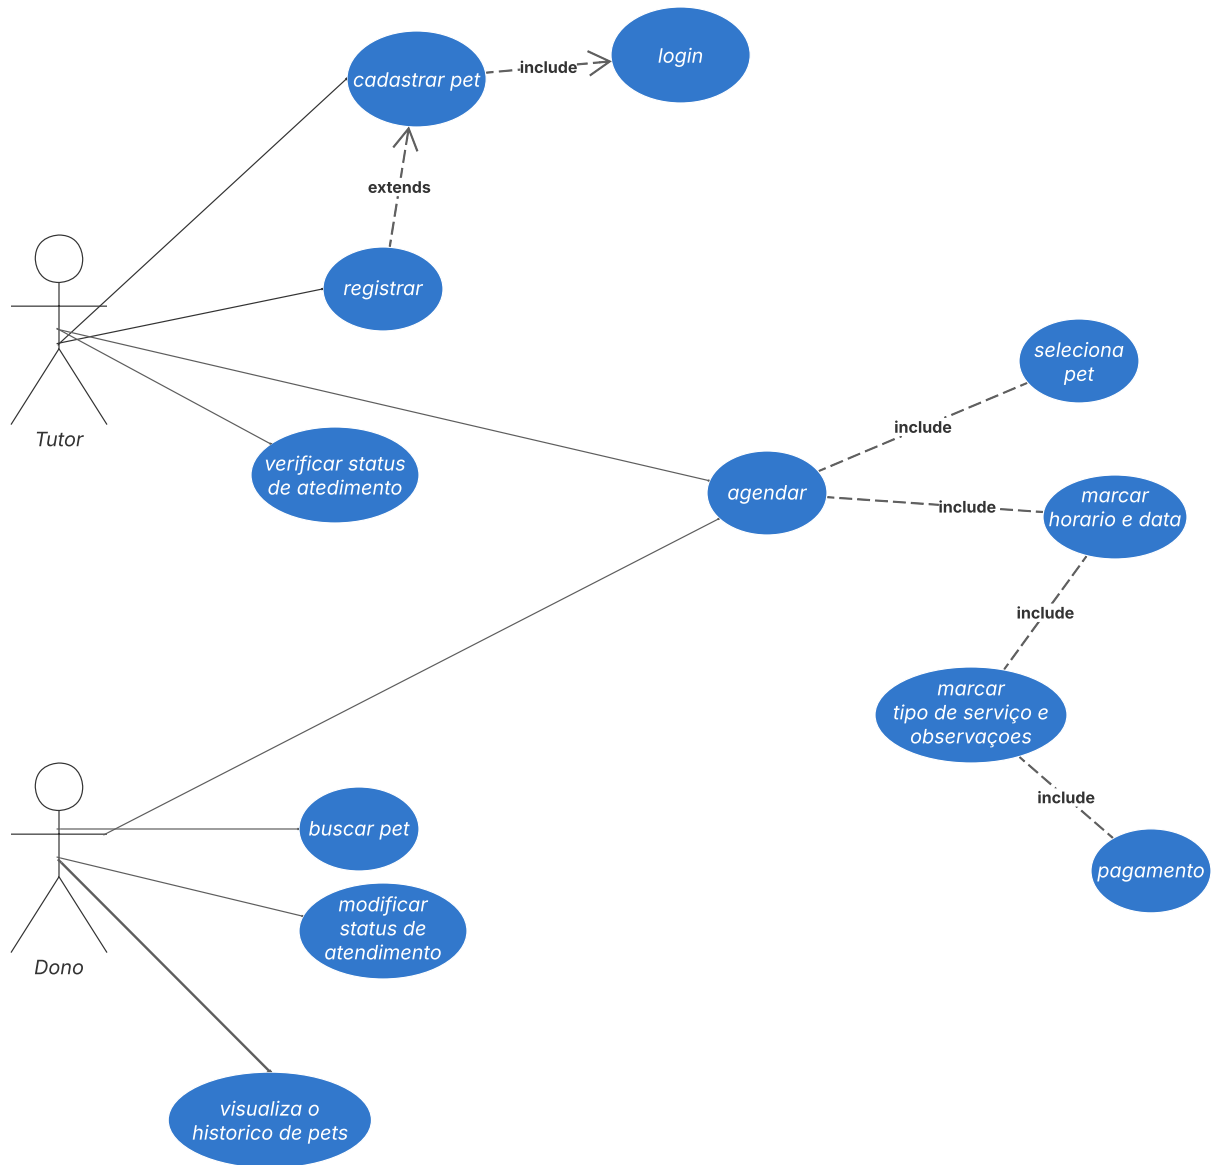 login
cadastrar pet
include
extends
registrar
Tutor
verificar status
de atedimento
seleciona
pet
include
agendar
include
marcar
horario e data
include
marcar
tipo de serviço e
observaçoes
include
pagamento
buscar pet
modificar
status de
atendimento
Dono
visualiza o
historico de pets